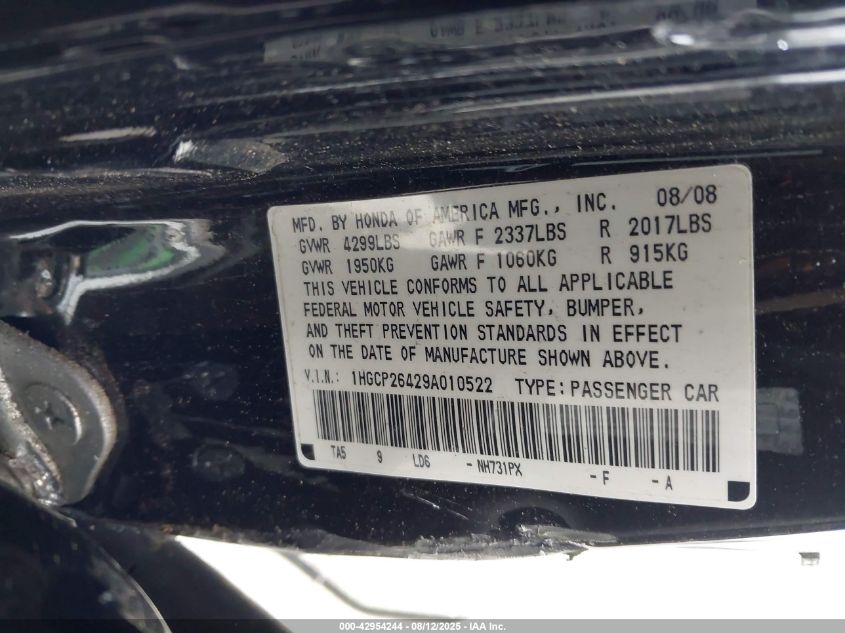 MFD. BY HONDA OF AMERICA MFG., INC. 08/08
GVWR 4299LBS GAWR F 2337LBS R 2017LBS
GVWR 1950KG GAWR F 1060KG R 915KG
THIS VEHICLE CONFORMS TO ALL APPLICABLE
FEDERAL MOTOR VEHICLE SAFETY, BUMPER,
AND THEFT PREVENTION STANDARDS IN EFFECT
ON THE DATE OF MANUFACTURE SHOWN ABOVE.
V.I.N.: 1HGCP26429A010522 TYPE:PASSENGER CAR
TA5 9 LD6 - NH731PX - F - A
000-42954244 - 08/12/2025 - IAA Inc.